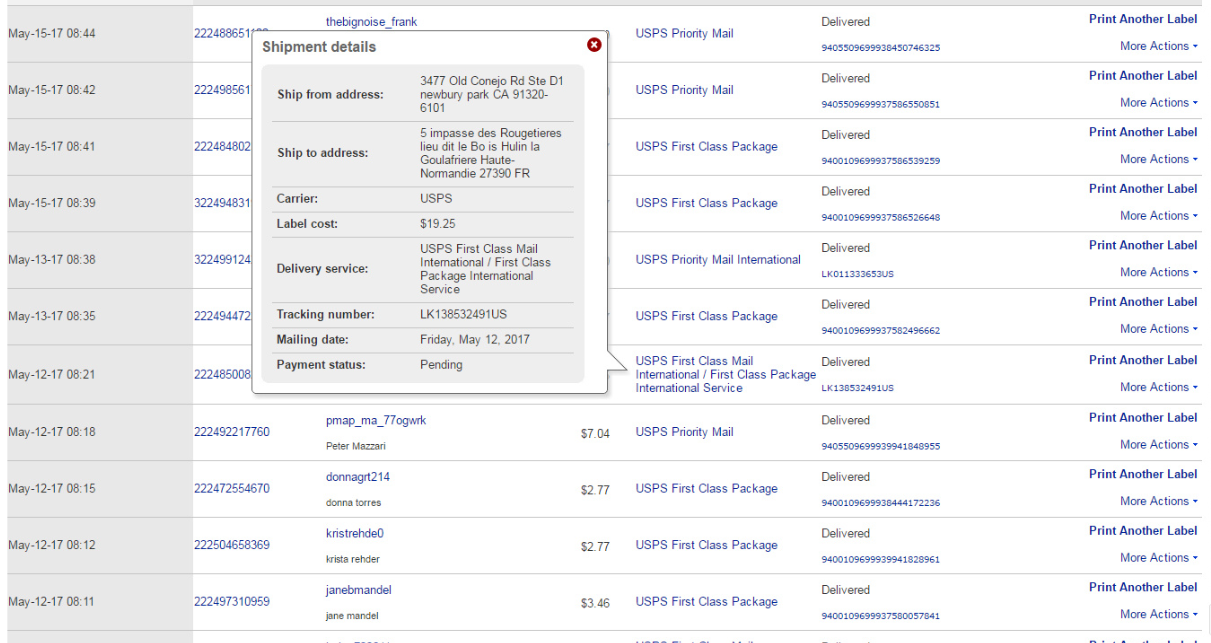 thebignoise_frank
May-15-17 08:44
USPS Priority Mail
Delivered
9405509699938450746325
Print Another Label
More Actions
May-15-17 08:42
222498561
USPS Priority Mail
Delivered
9405509699937586550851
Print Another Label
More Actions
May-15-17 08:41
222484802
USPS First Class Package
Delivered
9400109699937586539259
Print Another Label
More Actions
May-15-17 08:39
322494831
USPS First Class Package
Delivered
9400109699937586526648
Print Another Label
More Actions
May-13-17 08:38
322499124
USPS Priority Mail International
Delivered
LK011333653US
Print Another Label
More Actions
May-13-17 08:35
222494472
USPS First Class Package
Delivered
9400109699937582496662
Print Another Label
More Actions
May-12-17 08:21
222485008
USPS First Class Mail
International / First Class Package
International Service
Delivered
LK138532491US
Print Another Label
More Actions
Shipment details
Ship from address:
3477 Old Conejo Rd Ste D1
newbury park CA 91320-
6101
Ship to address:
5 impasse des Rougetieres
lieu dit le Bo is Hulin la
Goulafriere Haute-
Normandie 27390 FR
Carrier: USPS
Label cost: $19.25
Delivery service:
USPS First Class Mail
International / First Class
Package International
Service
Tracking number: LK138532491US
Mailing date: Friday, May 12, 2017
Payment status: Pending
May-12-17 08:18
222492217760
pmap_ma_77ogwrk
Peter Mazzari
$7.04
USPS Priority Mail
Delivered
9405509699939941848955
Print Another Label
More Actions
May-12-17 08:15
222472554670
donnagrt214
donna torres
$2.77
USPS First Class Package
Delivered
9400109699938444172236
Print Another Label
More Actions
May-12-17 08:12
222504658369
kristrehde0
krista rehder
$2.77
USPS First Class Package
Delivered
9400109699939941828961
Print Another Label
More Actions
May-12-17 08:11
222497310959
janebmandel
jane mandel
$3.46
USPS First Class Package
Delivered
9400109699937580057841
Print Another Label
More Actions